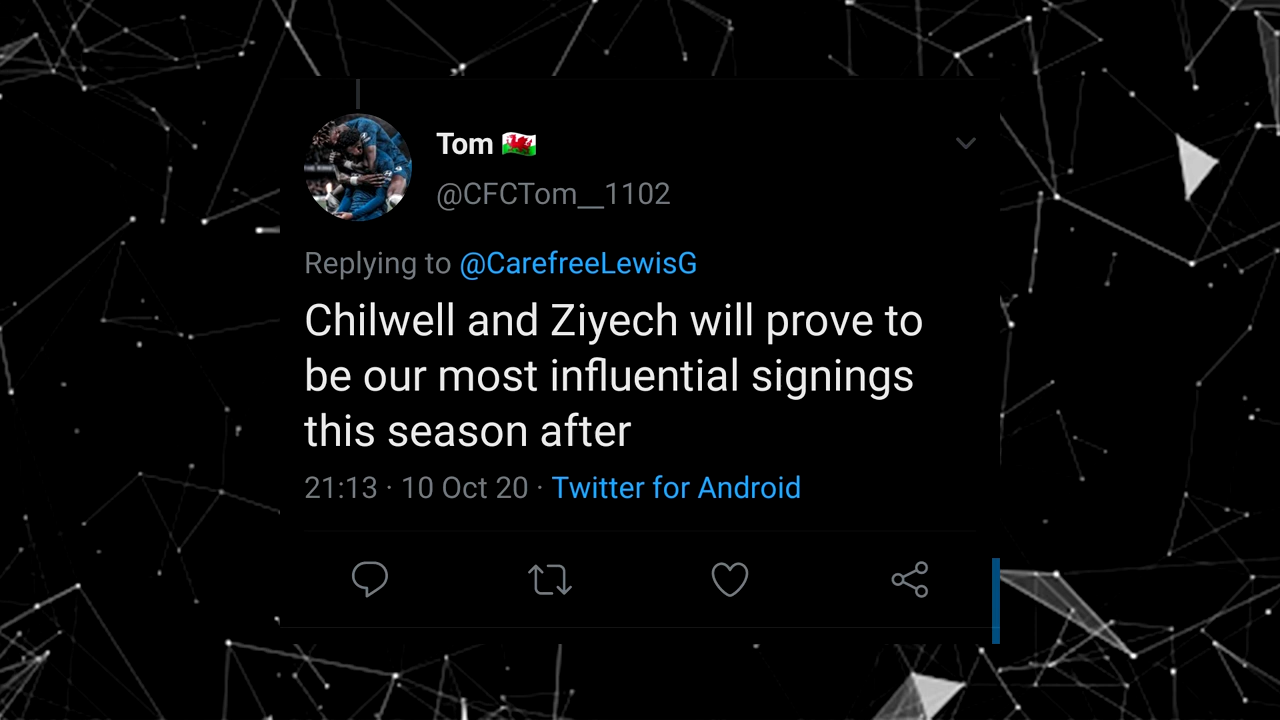 Tom 🏴󠁧󠁢󠁷󠁬󠁳󠁿
@CFCTom__1102
Replying to @CarefreeLewisG
Chilwell and Ziyech will prove to
be our most influential signings
this season after
21:13 · 10 Oct 20 · Twitter for Android